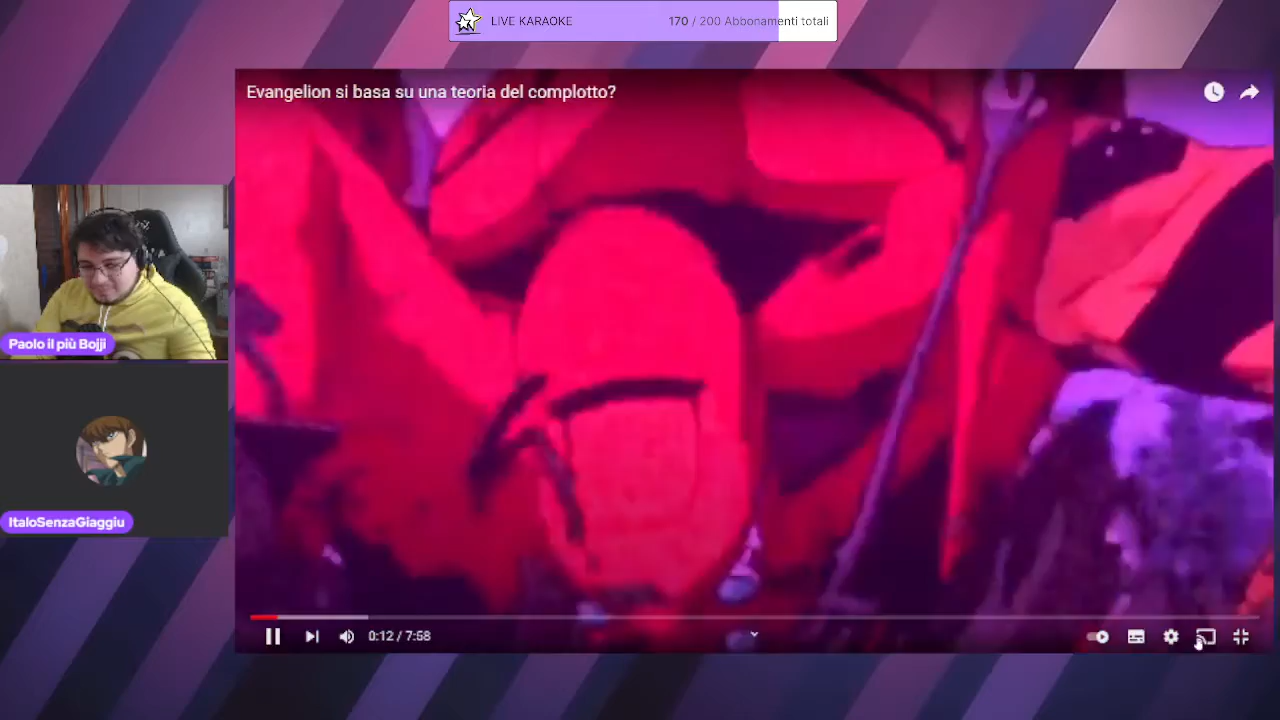 LIVE KARAOKE
170 / 200 Abbonamenti totali
Evangelion si basa su una teoria del complotto?
Paolo il più Bojji
ItaloSenzaGiaggiu
0:12 / 7:58